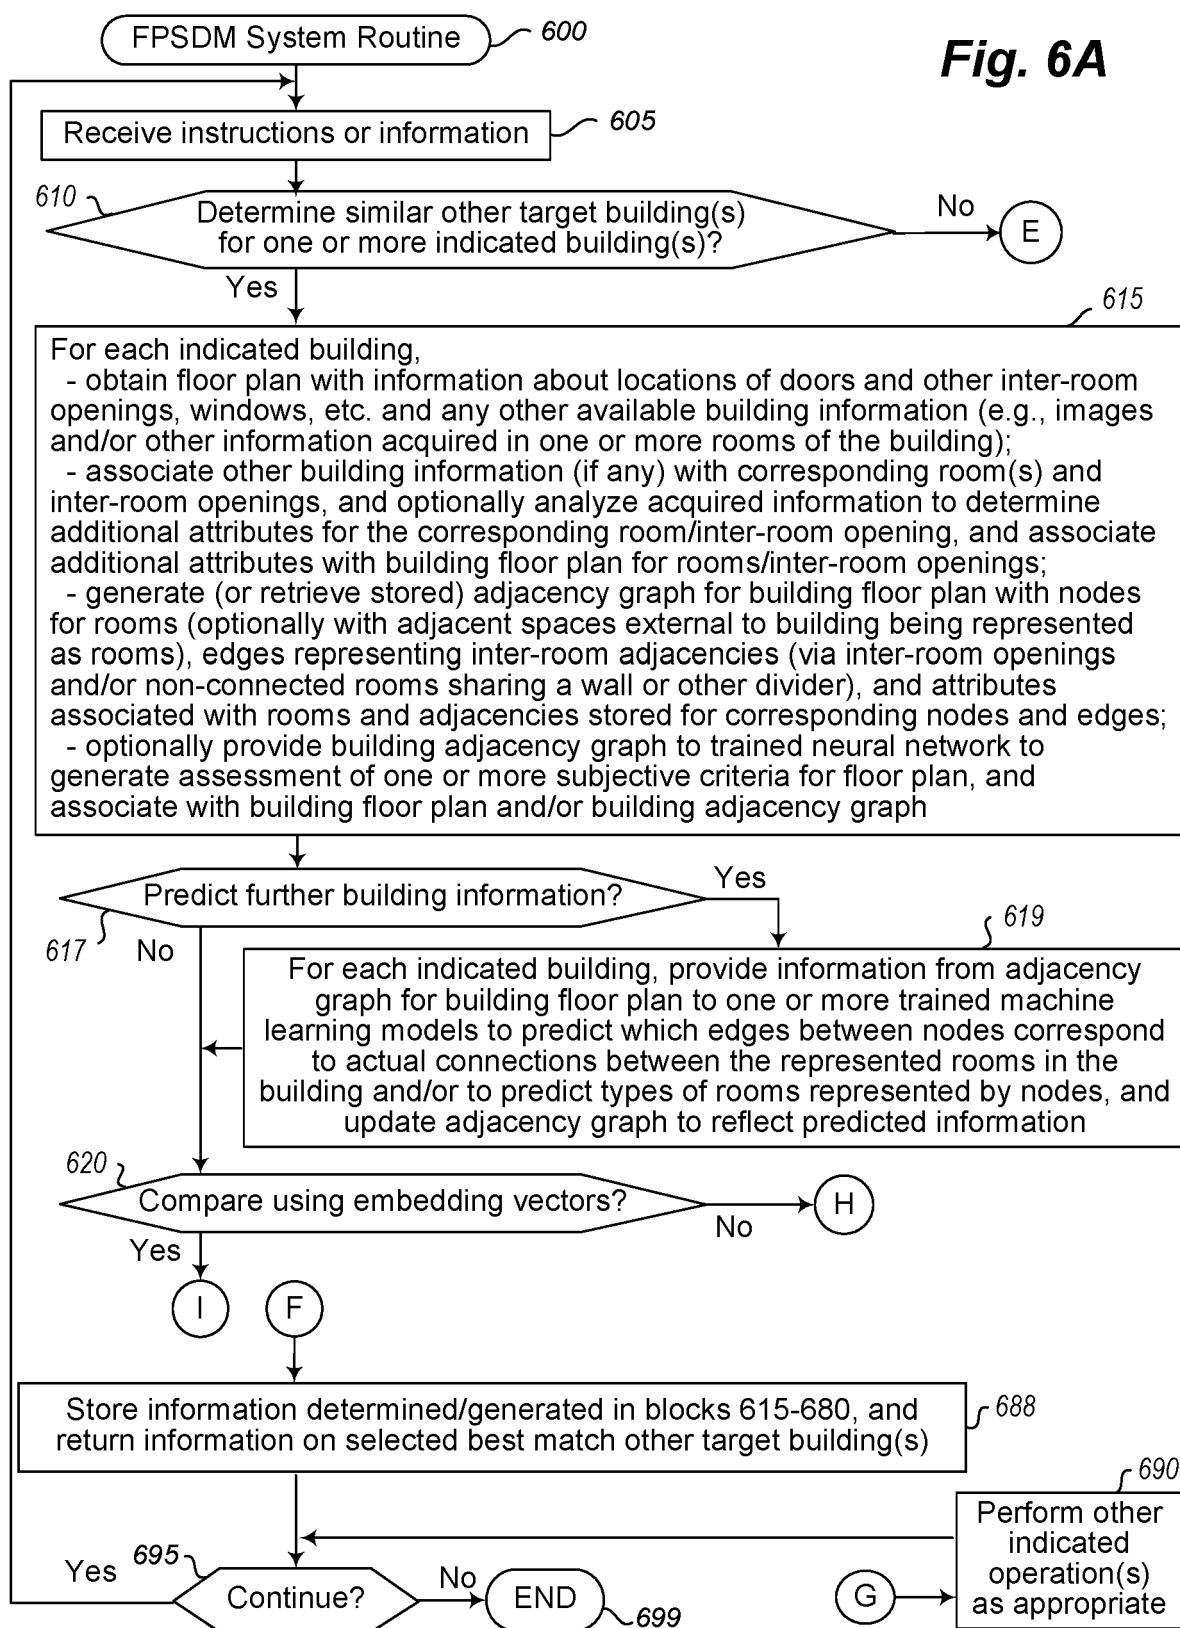 FPSDM System Routine
600
Fig. 6A
Receive instructions or information
605
610
Determine similar other target building(s)
for one or more indicated building(s)?
No
E
Yes
615
For each indicated building,
- obtain floor plan with information about locations of doors and other inter-room
openings, windows, etc. and any other available building information (e.g., images
and/or other information acquired in one or more rooms of the building);
- associate other building information (if any) with corresponding room(s) and
inter-room openings, and optionally analyze acquired information to determine
additional attributes for the corresponding room/inter-room opening, and associate
additional attributes with building floor plan for rooms/inter-room openings;
- generate (or retrieve stored) adjacency graph for building floor plan with nodes
for rooms (optionally with adjacent spaces external to building being represented
as rooms), edges representing inter-room adjacencies (via inter-room openings
and/or non-connected rooms sharing a wall or other divider), and attributes
associated with rooms and adjacencies stored for corresponding nodes and edges;
- optionally provide building adjacency graph to trained neural network to
generate assessment of one or more subjective criteria for floor plan, and
associate with building floor plan and/or building adjacency graph
Predict further building information?
Yes
617
No
619
For each indicated building, provide information from adjacency
graph for building floor plan to one or more trained machine
learning models to predict which edges between nodes correspond
to actual connections between the represented rooms in the
building and/or to predict types of rooms represented by nodes, and
update adjacency graph to reflect predicted information
620
Compare using embedding vectors?
No
H
Yes
I
F
Store information determined/generated in blocks 615-680, and
return information on selected best match other target building(s)
688
690
Perform other
indicated
operation(s)
as appropriate
G
Yes
695
Continue?
No
END
699